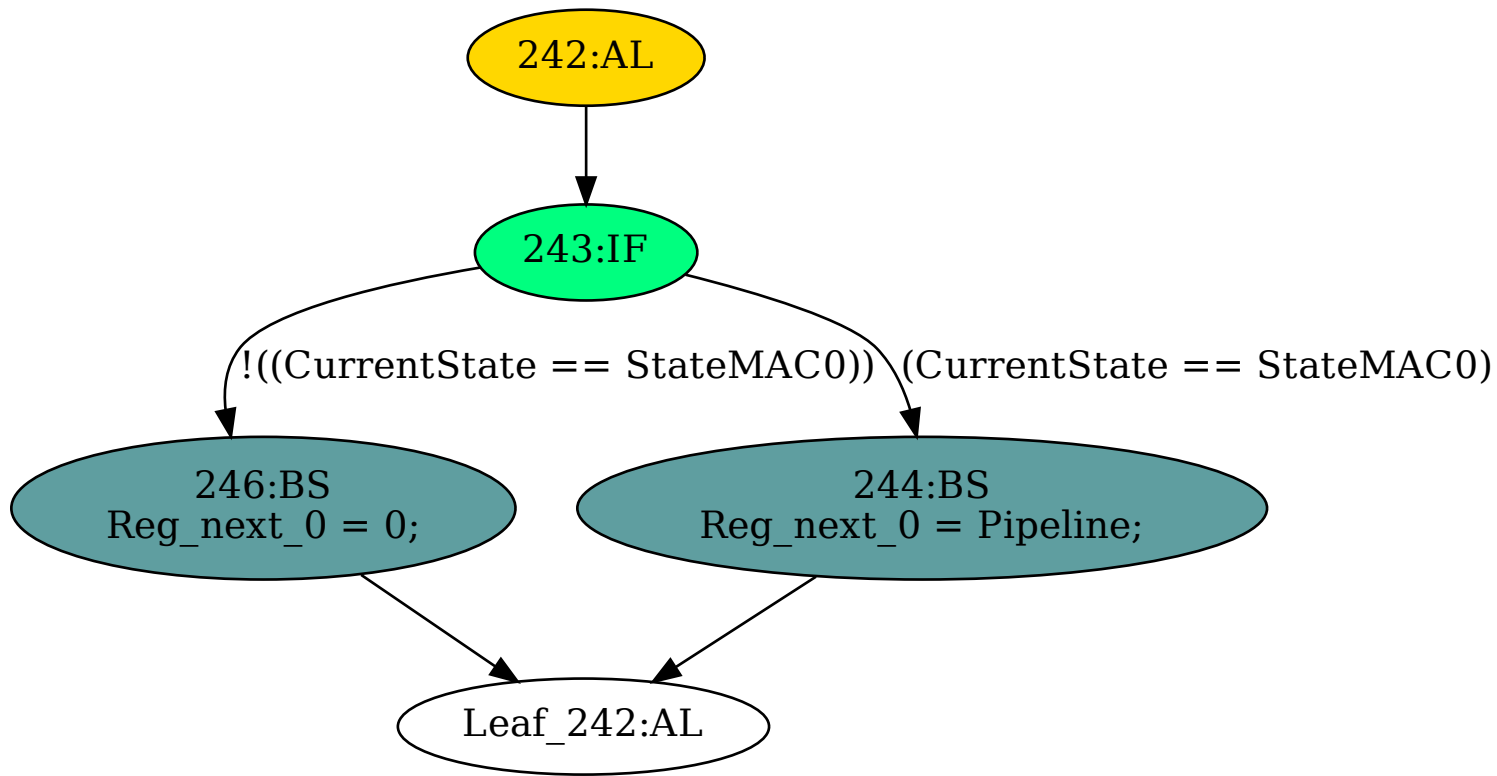 242:AL
243:IF
!((CurrentState == StateMAC0))
(CurrentState == StateMAC0)
246:BS
Reg_next_0 = 0;
244:BS
Reg_next_0 = Pipeline;
Leaf_242:AL